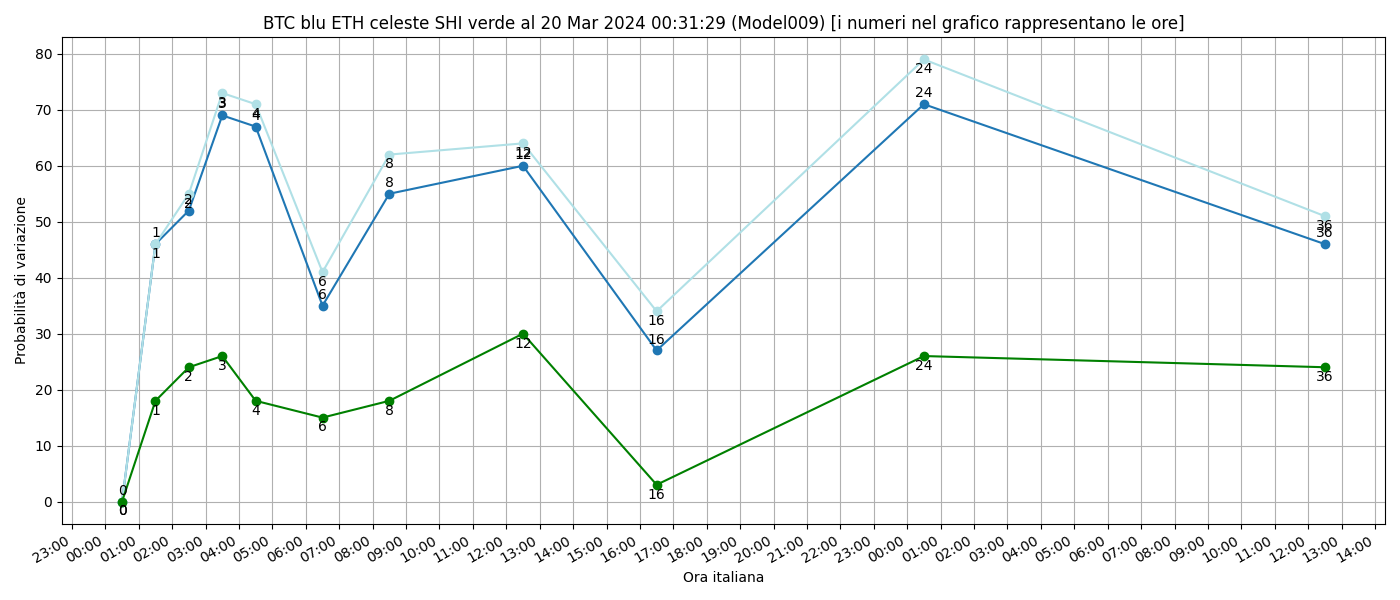 BTC blu ETH celeste SHI verde al 20 Mar 2024 00:31:29 (Model009) [i numeri nel grafico rappresentano le ore]
Probabilità di variazione
80
70
60
50
40
30
20
10
0
0 1 2 3 4 6 8 12 16 24 36
0 1 2 3 4 6 8 12 16 24 36
0 1 2 3 4 6 8 12 16 24 36
23:00 00:00 01:00 02:00 03:00 04:00 05:00 06:00 07:00 08:00 09:00 10:00 11:00 12:00 13:00 14:00 15:00 16:00 17:00 18:00 19:00 20:00 21:00 22:00 23:00 00:00 01:00 02:00 03:00 04:00 05:00 06:00 07:00 08:00 09:00 10:00 11:00 12:00 13:00 14:00
Ora italiana